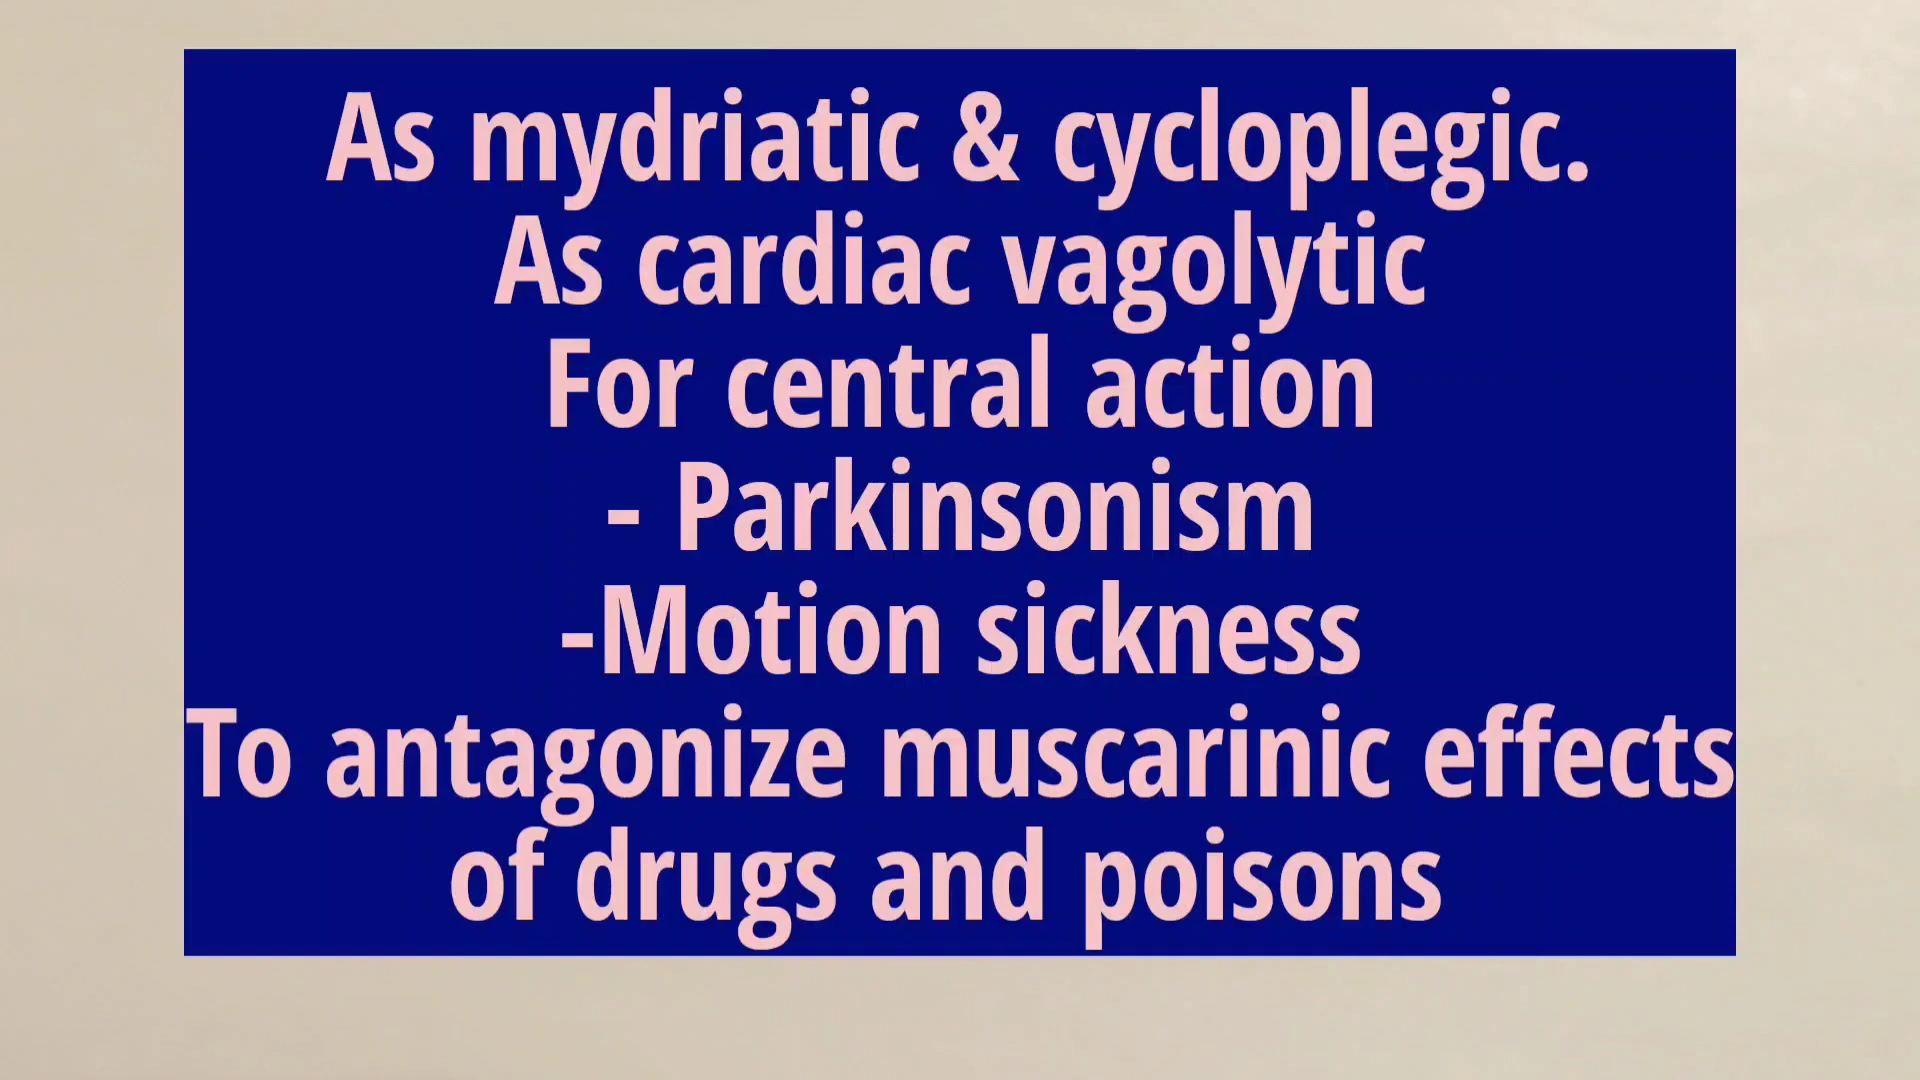 As mydriatic & cycloplegic.
As cardiac vagolytic
For central action
- Parkinsonism
-Motion sickness
To antagonize muscarinic effects
of drugs and poisons